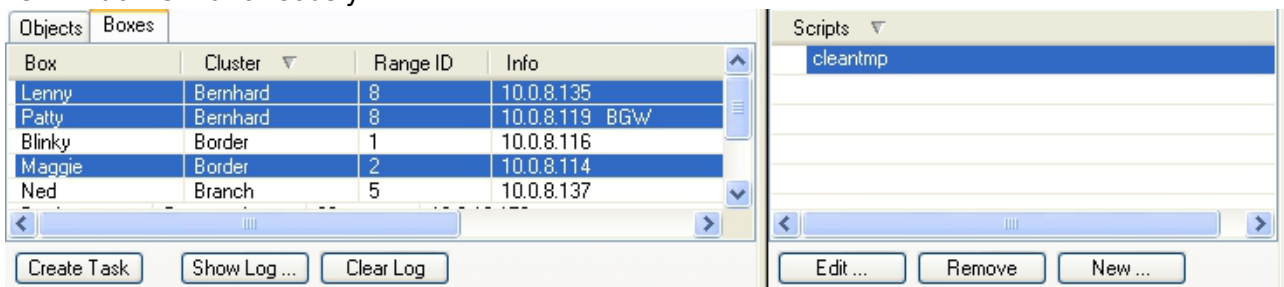 Objects Boxes
Box Cluster Range ID Info
Lenny Bernhard 8 10.0.8.135
Patty Bernhard 8 10.0.8.119 BGW
Blinky Border 1 10.0.8.116
Maggie Border 2 10.0.8.114
Ned Branch 5 10.0.8.137
Create Task Show Log ... Clear Log
Scripts
cleantmp
Edit ... Remove New ...